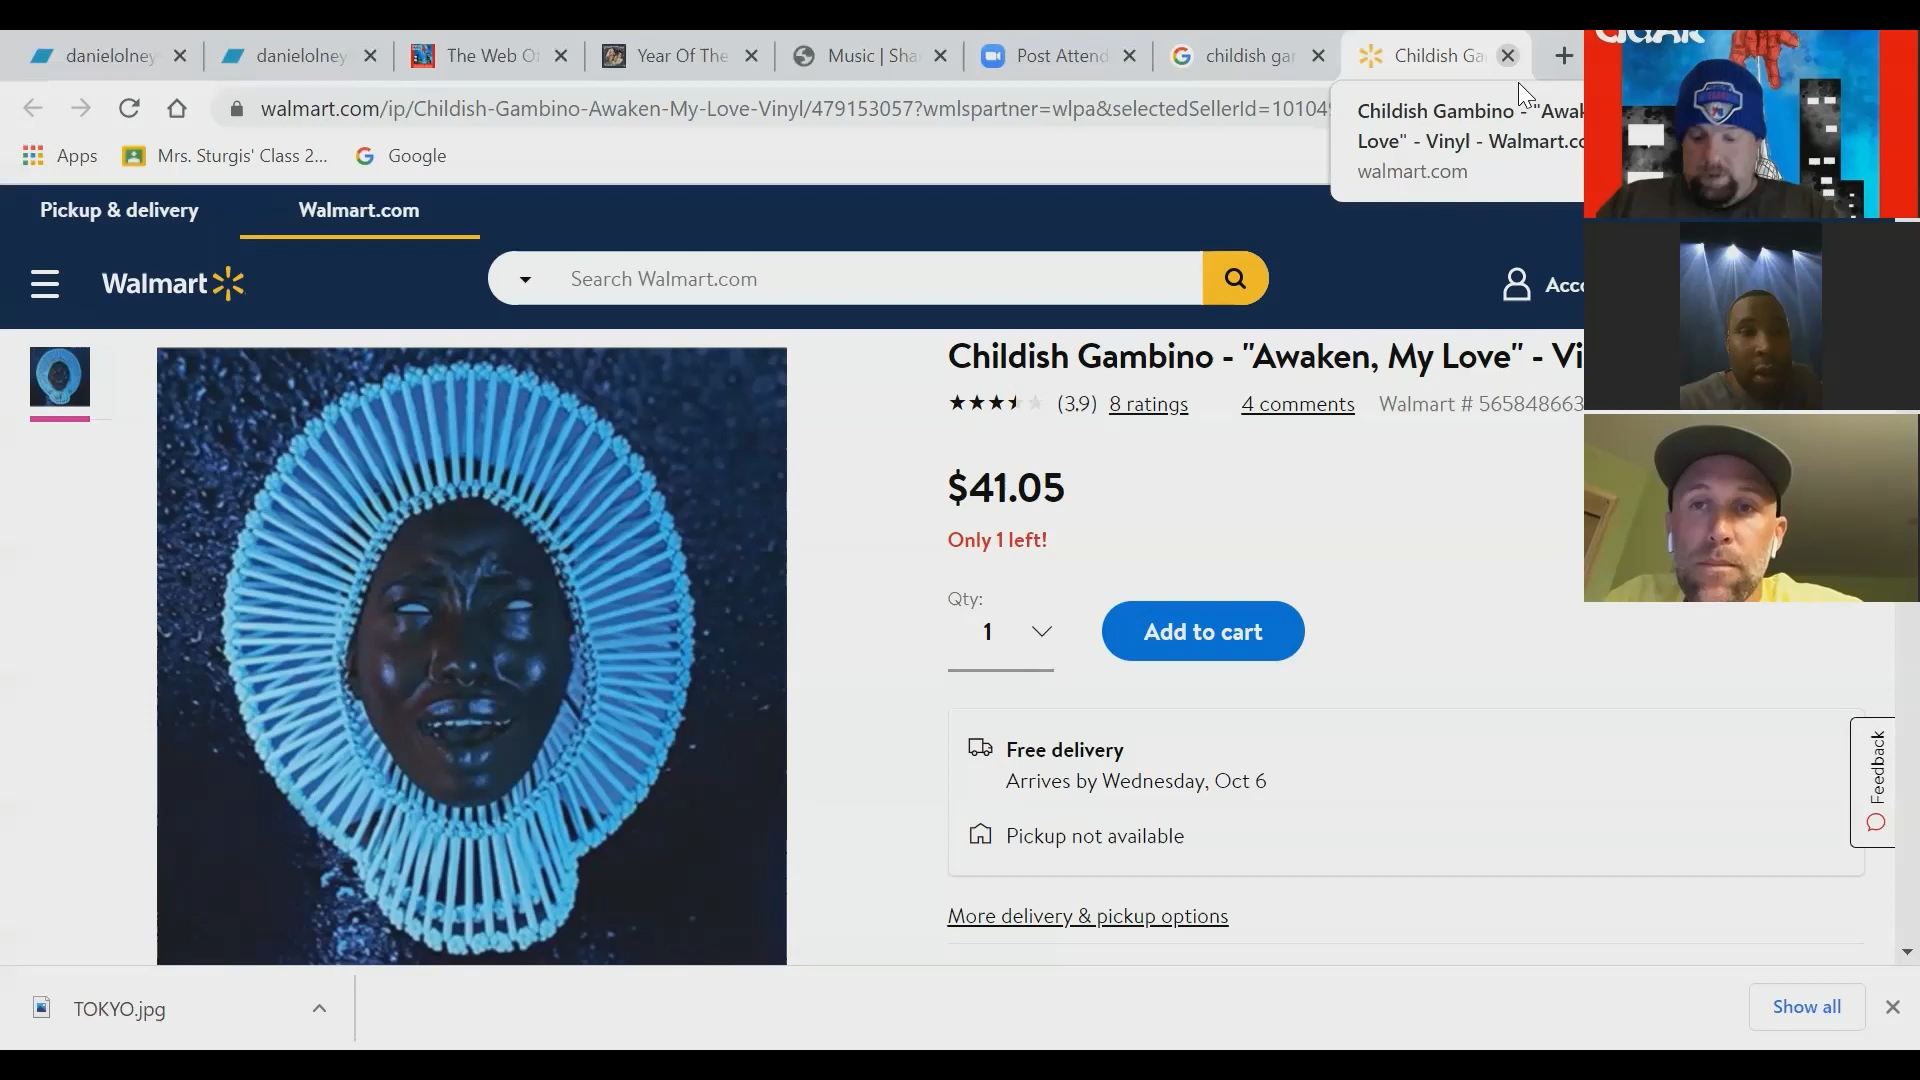 danielolney
danielolney
The Web O
Year Of The
Music | Sha
Post Attend
childish gar
Childish Ga
walmart.com/ip/Childish-Gambino-Awaken-My-Love-Vinyl/479153057?wmlspartner=wlpa&selectedSellerId=10104
Childish Gambino - "Awak
Love" - Vinyl - Walmart.co
walmart.com
Apps
Mrs. Sturgis' Class 2...
Google
Pickup & delivery
Walmart.com
Walmart
Search Walmart.com
Acco
Childish Gambino - "Awaken, My Love" - Vi
(3.9) 8 ratings 4 comments Walmart # 565848663
$41.05
Only 1 left!
Qty:
1
Add to cart
Free delivery
Arrives by Wednesday, Oct 6
Pickup not available
More delivery & pickup options
Feedback
TOKYO.jpg
Show all